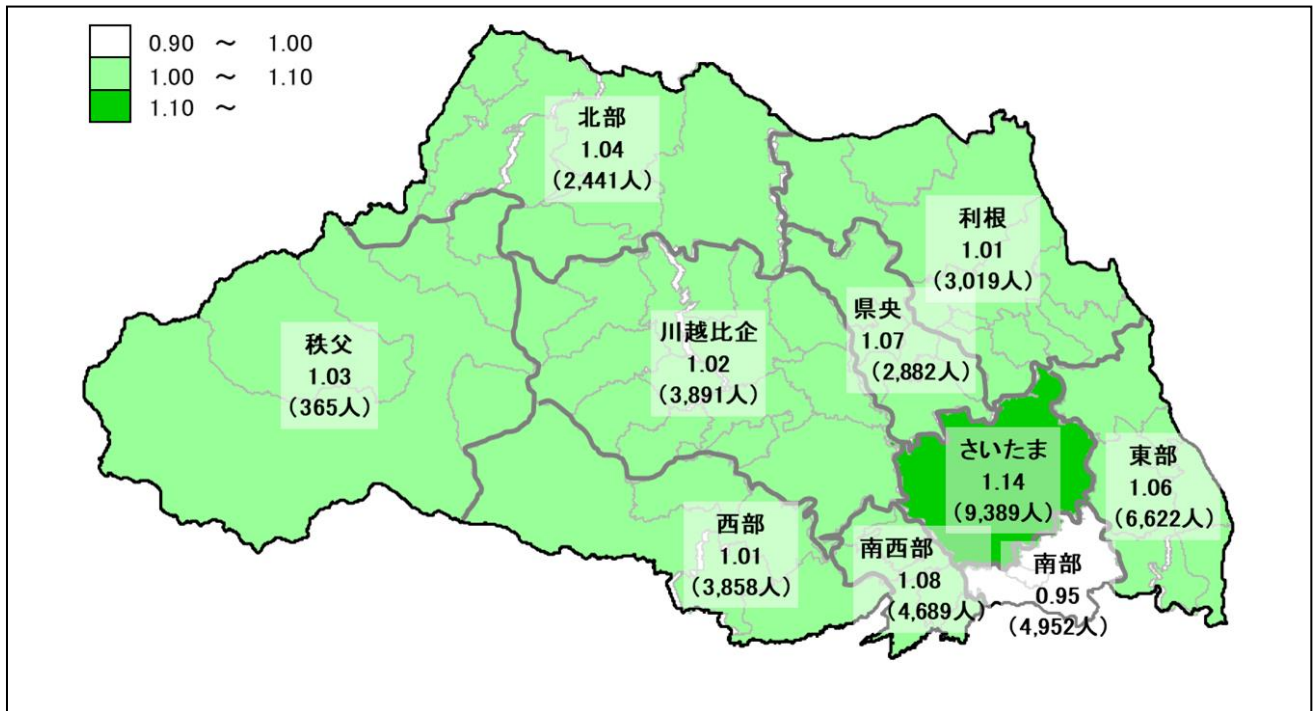 0.90 ～ 1.00
1.00 ～ 1.10
1.10 ～
北部
1.04
（2,441人）
利根
1.01
（3,019人）
県央
1.07
（2,882人）
川越比企
1.02
（3,891人）
秩父
1.03
（365人）
さいたま
1.14
（9,389人）
東部
1.06
（6,622人）
西部
1.01
（3,858人）
南西部
1.08
（4,689人）
南部
0.95
（4,952人）